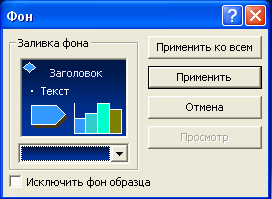 Фон
Заливка фона
Заголовок
• Текст
Применить ко всем
Применить
Отмена
Просмотр
Исключить фон образца